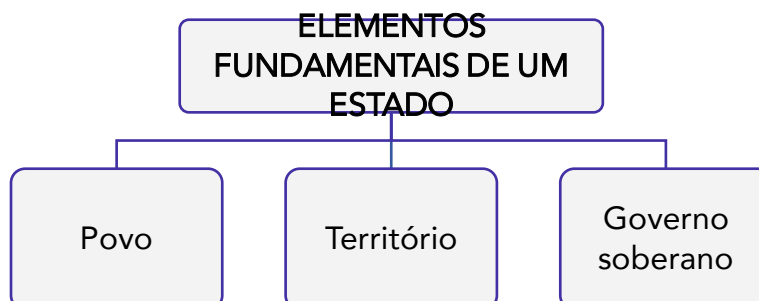 ELEMENTOS
FUNDAMENTAIS DE UM
ESTADO
Povo
Território
Governo
soberano